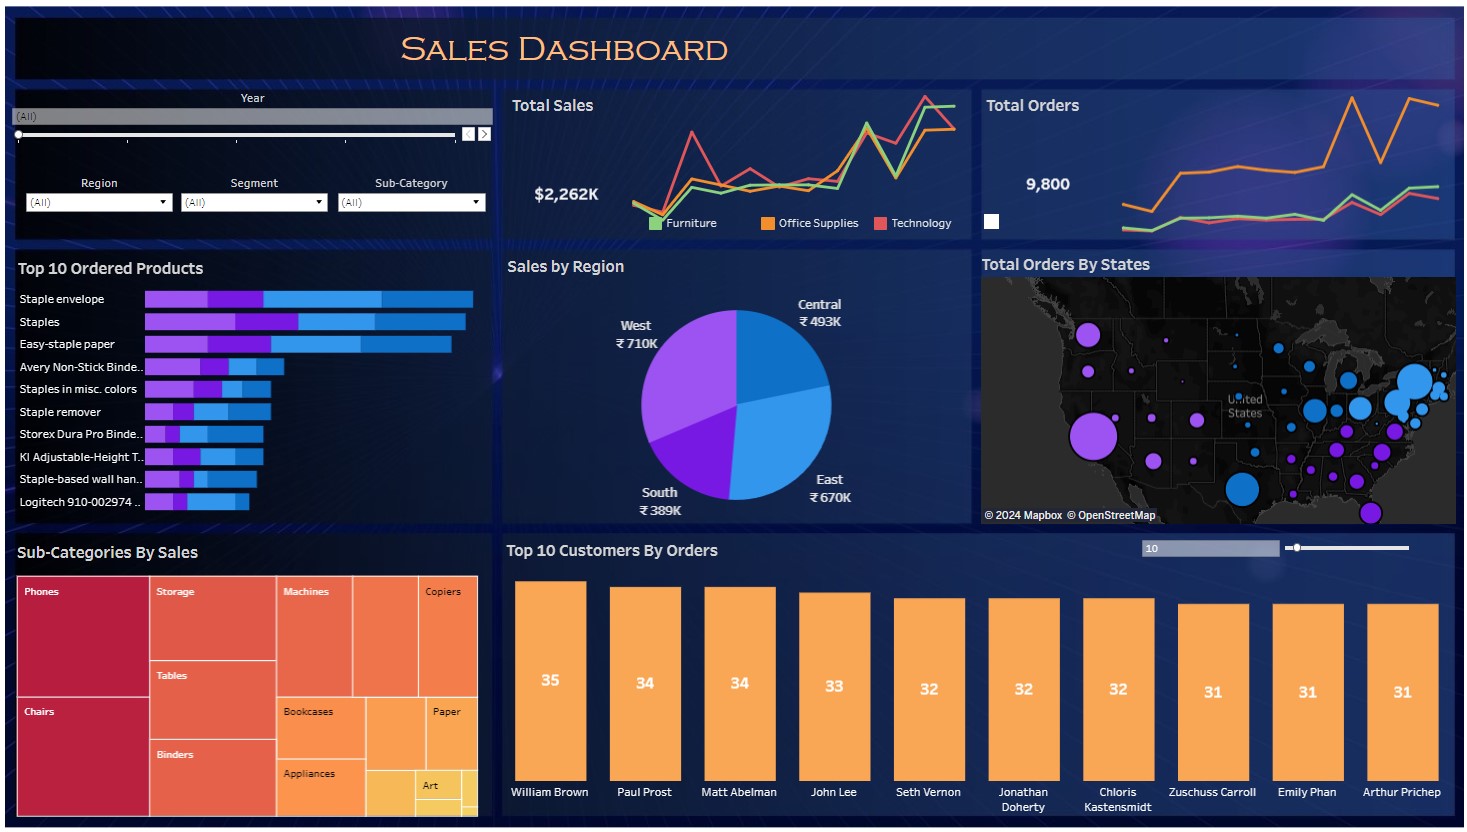 Sales Dashboard
Year
(All)
Region
Segment
Sub-Category
(All)
(All)
(All)
Total Sales
$2,262K
Furniture
Office Supplies
Technology
Total Orders
9,800
Top 10 Ordered Products
Staple envelope
Staples
Easy-staple paper
Avery Non-Stick Binde..
Staples in misc. colors
Staple remover
Storex Dura Pro Binde..
KI Adjustable-Height T..
Staple-based wall han..
Logitech 910-002974 ..
Sales by Region
Central
₹ 493K
West
₹ 710K
East
₹ 670K
South
₹ 389K
Total Orders By States
United
States
© 2024 Mapbox © OpenStreetMap
Sub-Categories By Sales
Phones
Storage
Machines
Copiers
Tables
Chairs
Bookcases
Paper
Binders
Appliances
Art
Top 10 Customers By Orders
10
35
34
34
33
32
32
32
31
31
31
William Brown
Paul Prost
Matt Abelman
John Lee
Seth Vernon
Jonathan
Doherty
Chloris
Kastensmidt
Zuschuss Carroll
Emily Phan
Arthur Prichep